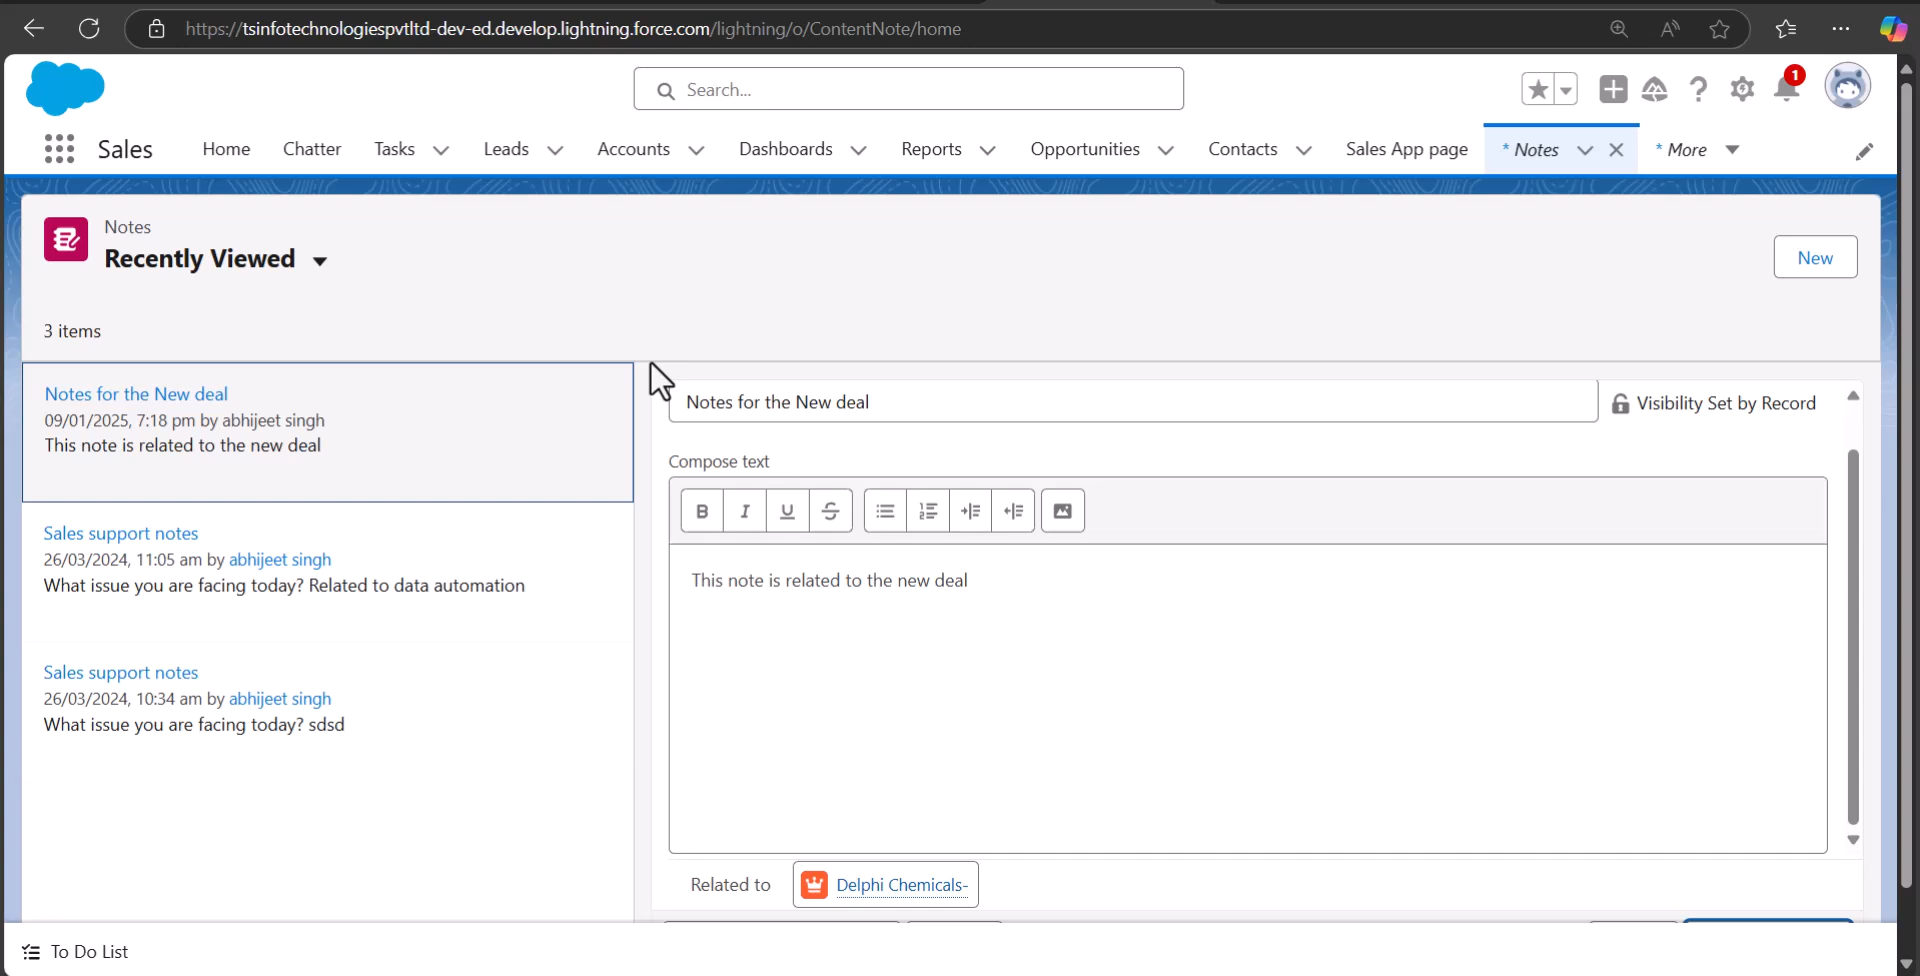 https://tsinfotechnologiespvtltd-dev-ed.develop.lightning.force.com/lightning/o/ContentNote/home
Search...
1
Sales Home Chatter Tasks Leads Accounts Dashboards Reports Opportunities Contacts Sales App page * Notes * More
Notes
Recently Viewed
New
3 items
Notes for the New deal
09/01/2025, 7:18 pm by abhijeet singh
This note is related to the new deal
Sales support notes
26/03/2024, 11:05 am by abhijeet singh
What issue you are facing today? Related to data automation
Sales support notes
26/03/2024, 10:34 am by abhijeet singh
What issue you are facing today? sdsd
Notes for the New deal
Visibility Set by Record
Compose text
B I U S
This note is related to the new deal
Related to Delphi Chemicals-
To Do List